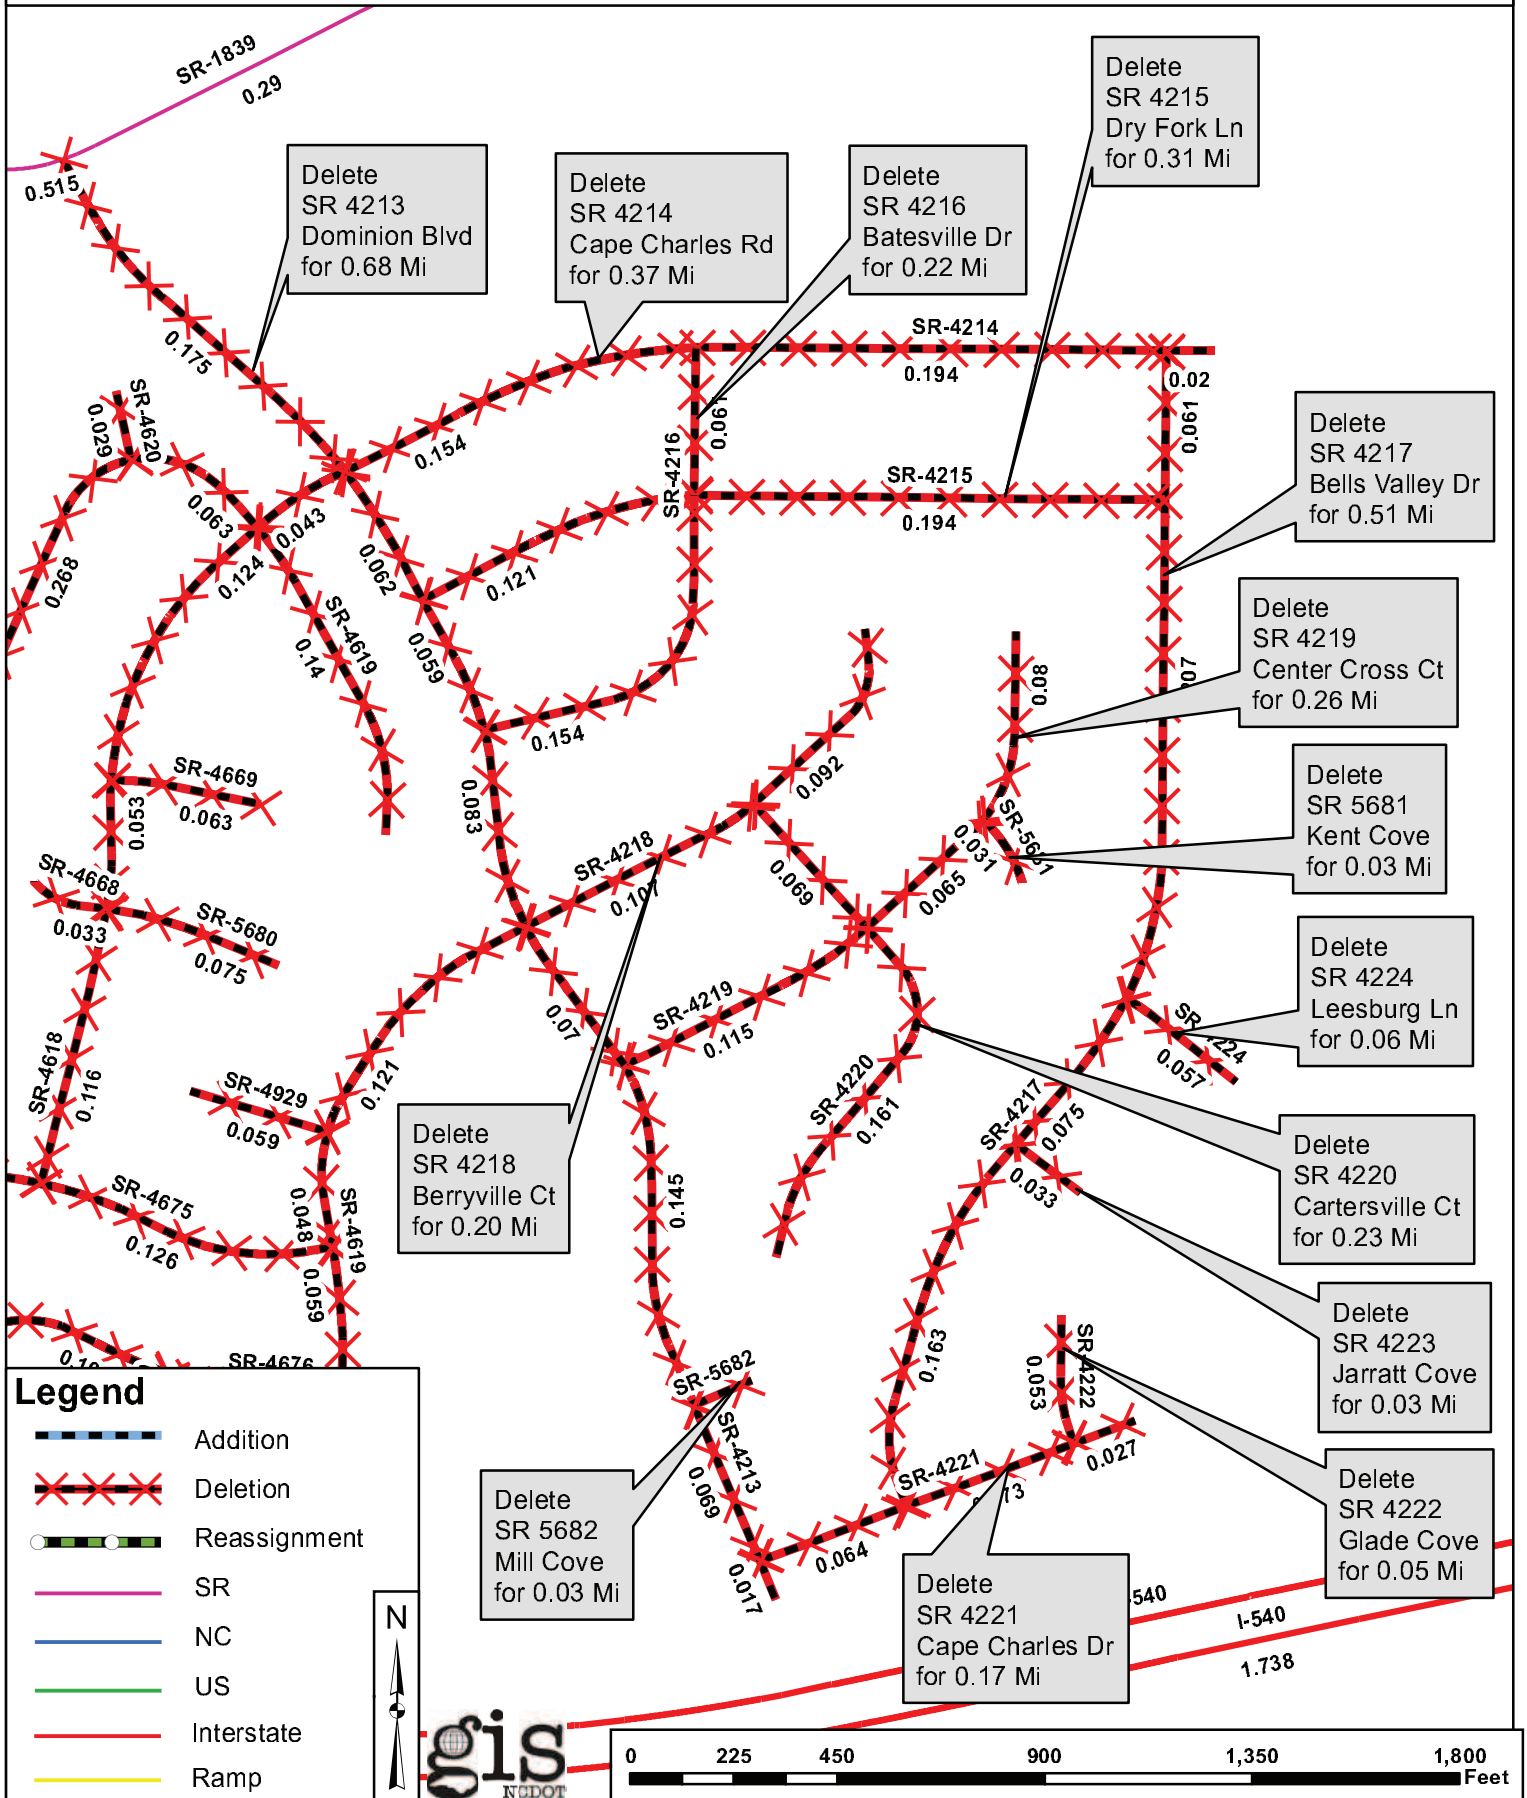 SR-1839
0.29
0.515
Delete
SR 4213
Dominion Blvd
for 0.68 Mi
Delete
SR 4214
Cape Charles Rd
for 0.37 Mi
Delete
SR 4216
Batesville Dr
for 0.22 Mi
Delete
SR 4215
Dry Fork Ln
for 0.31 Mi
0.175
SR-4214
0.194
0.02
0.061
0.061
0.154
SR-4620
0.029
SR-4216
SR-4215
0.194
Delete
SR 4217
Bells Valley Dr
for 0.51 Mi
0.063
0.043
0.124
0.062
0.121
0.268
SR-4619
0.14
0.059
0.154
0.08
Delete
SR 4219
Center Cross Ct
for 0.26 Mi
SR-4669
0.063
0.053
0.083
0.092
Delete
SR 5681
Kent Cove
for 0.03 Mi
SR-4218
0.107
0.069
0.065
0.031
SR-5681
SR-4668
0.033
SR-5680
0.075
Delete
SR 4224
Leesburg Ln
for 0.06 Mi
SR-4219
0.115
0.07
0.057
SR-4618
0.116
SR-4929
0.059
0.121
SR-4220
0.161
SR-4217
0.075
0.033
Delete
SR 4218
Berryville Ct
for 0.20 Mi
Delete
SR 4220
Cartersville Ct
for 0.23 Mi
SR-4675
0.126
0.048
SR-4619
0.059
0.145
Delete
SR 4223
Jarratt Cove
for 0.03 Mi
SR-4676
SR-5682
0.163
SR-4222
0.053
0.027
SR-4213
0.069
SR-4221
0.064
0.017
Delete
SR 5682
Mill Cove
for 0.03 Mi
Delete
SR 4222
Glade Cove
for 0.05 Mi
Delete
SR 4221
Cape Charles Dr
for 0.17 Mi
-540
I-540
1.738
Legend
Addition
Deletion
Reassignment
SR
NC
US
Interstate
Ramp
N
gis
NCDOT
0 225 450 900 1,350 1,800
Feet